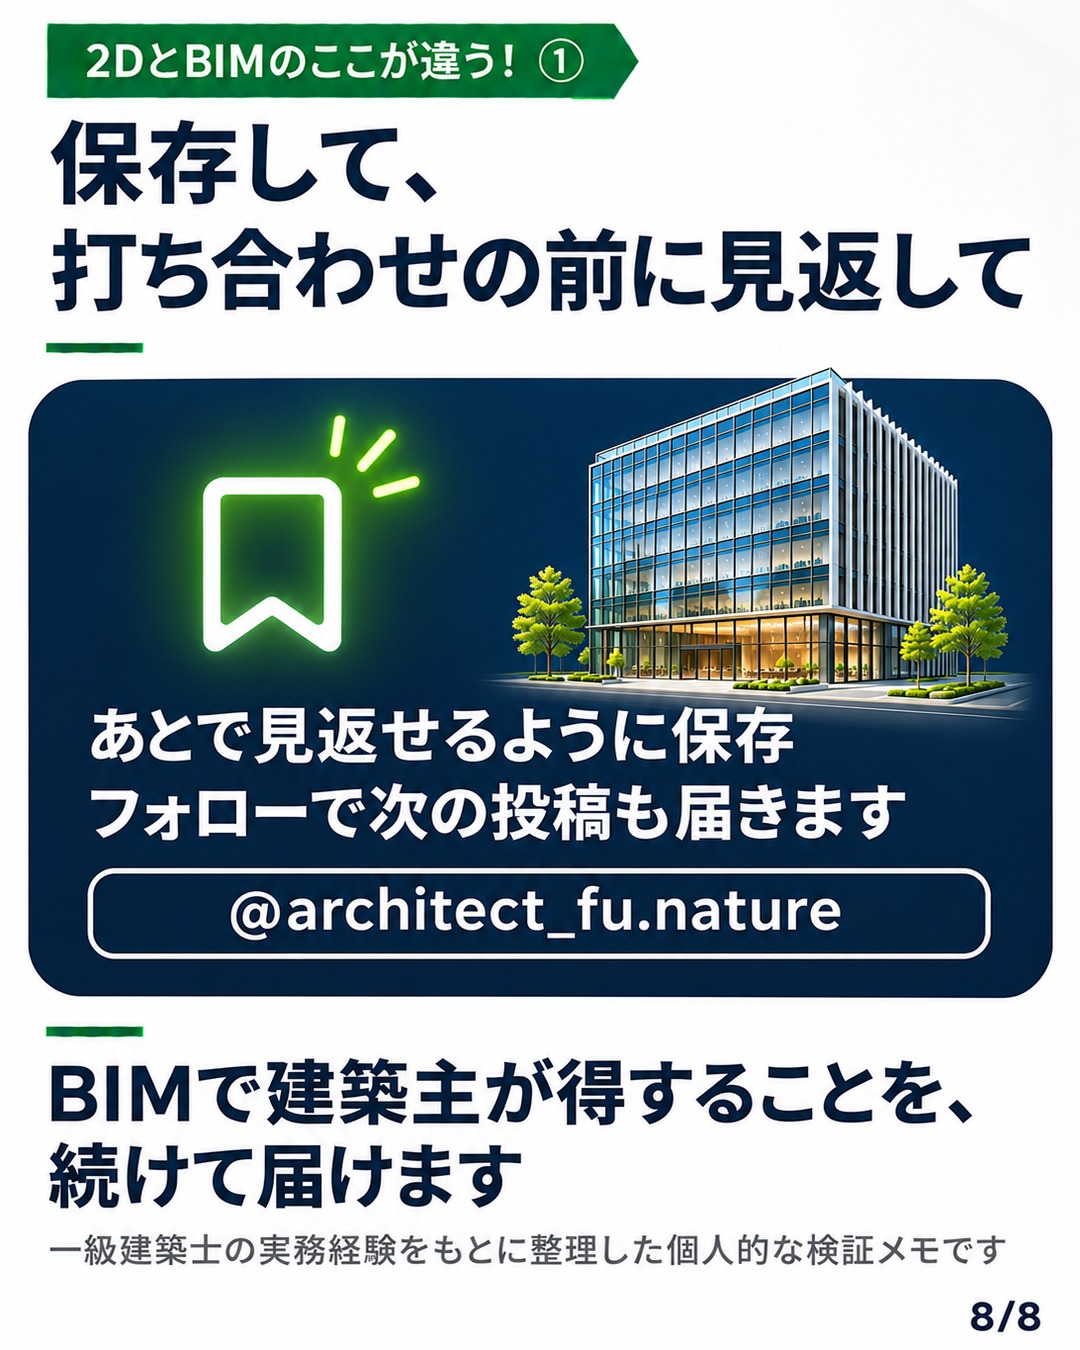 2DとBIMのここが違う！ ①
保存して、
打ち合わせの前に見返して
あとで見返せるように保存
フォローで次の投稿も届きます
@architect_fu.nature
BIMで建築主が得することを、
続けて届けます
一級建築士の実務経験をもとに整理した個人的な検証メモです
8/8